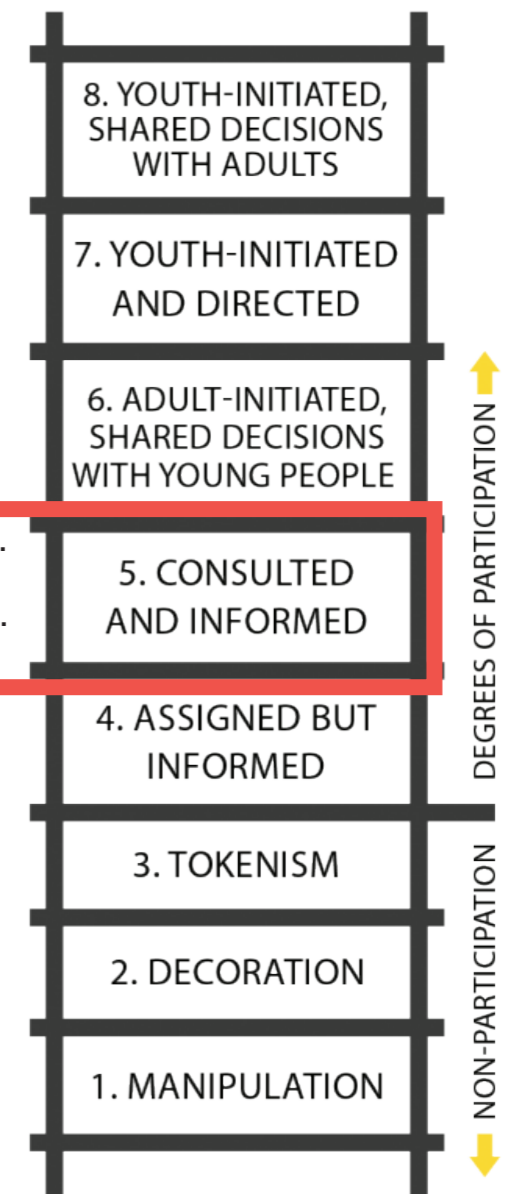 8. YOUTH-INITIATED,
SHARED DECISIONS
WITH ADULTS
7. YOUTH-INITIATED
AND DIRECTED
6. ADULT-INITIATED,
SHARED DECISIONS
WITH YOUNG PEOPLE
.
5. CONSULTED
.
AND INFORMED
4. ASSIGNED BUT
INFORMED
3. TOKENISM
2. DECORATION
1. MANIPULATION
DEGREES OF PARTICIPATION
NON-PARTICIPATION